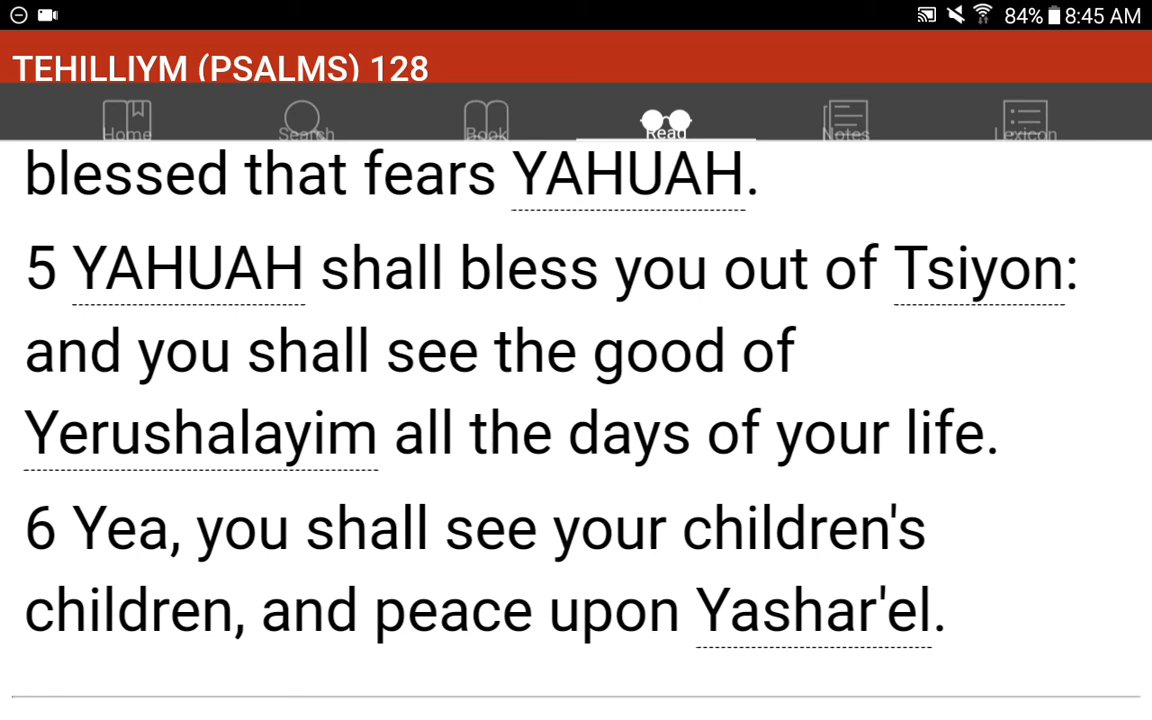 84% 8:45 AM
TEHILLIYM (PSALMS) 128
Home Search Book Read Notes Lexicon
blessed that fears YAHUAH.
5 YAHUAH shall bless you out of Tsiyon:
and you shall see the good of
Yerushalayim all the days of your life.
6 Yea, you shall see your children's
children, and peace upon Yashar'el.